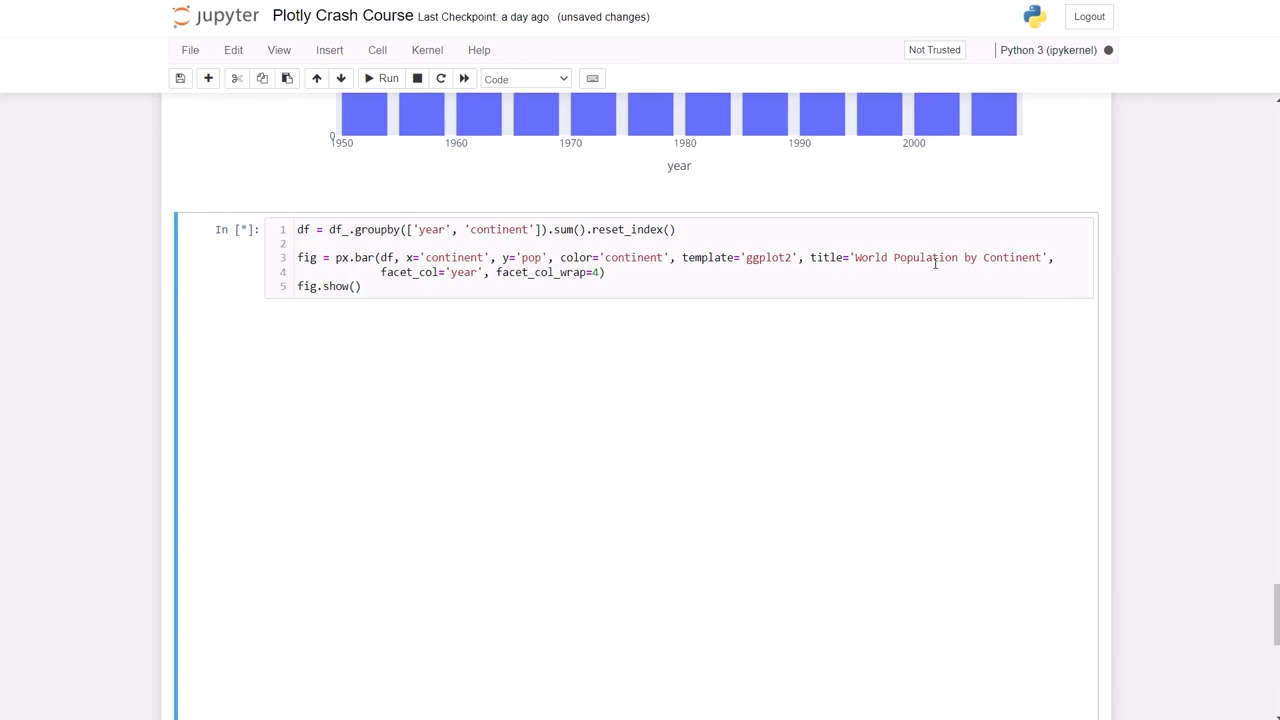 jupyter Plotly Crash Course Last Checkpoint: a day ago (unsaved changes) Logout
File Edit View Insert Cell Kernel Help Not Trusted Python 3 (ipykernel)
Run Code
0
1950 1960 1970 1980 1990 2000
year
In [*]:
1 df = df_.groupby(['year', 'continent']).sum().reset_index()
2
3 fig = px.bar(df, x='continent', y='pop', color='continent', template='ggplot2', title='World Population by Continent',
4 facet_col='year', facet_col_wrap=4)
5 fig.show()